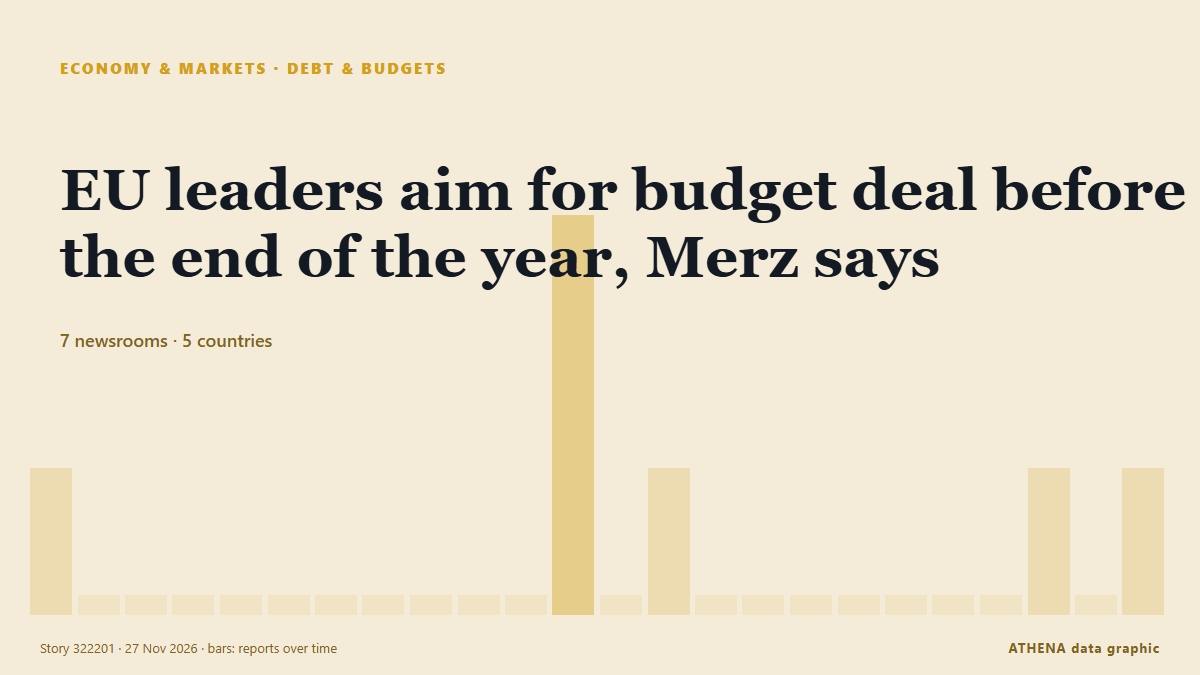 ECONOMY & MARKETS · DEBT & BUDGETS
EU leaders aim for budget deal before
the end of the year, Merz says
7 newsrooms · 5 countries
Story 322201 · 27 Nov 2026 · bars: reports over time
ATHENA data graphic